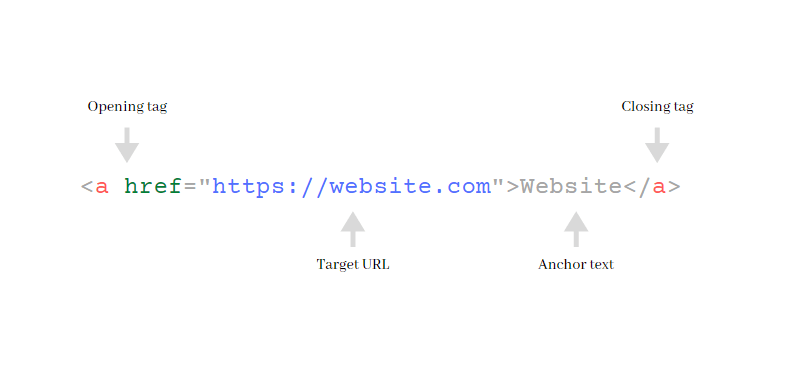 Opening tag Closing tag
<a href="https://website.com">Website</a>
Target URL Anchor text